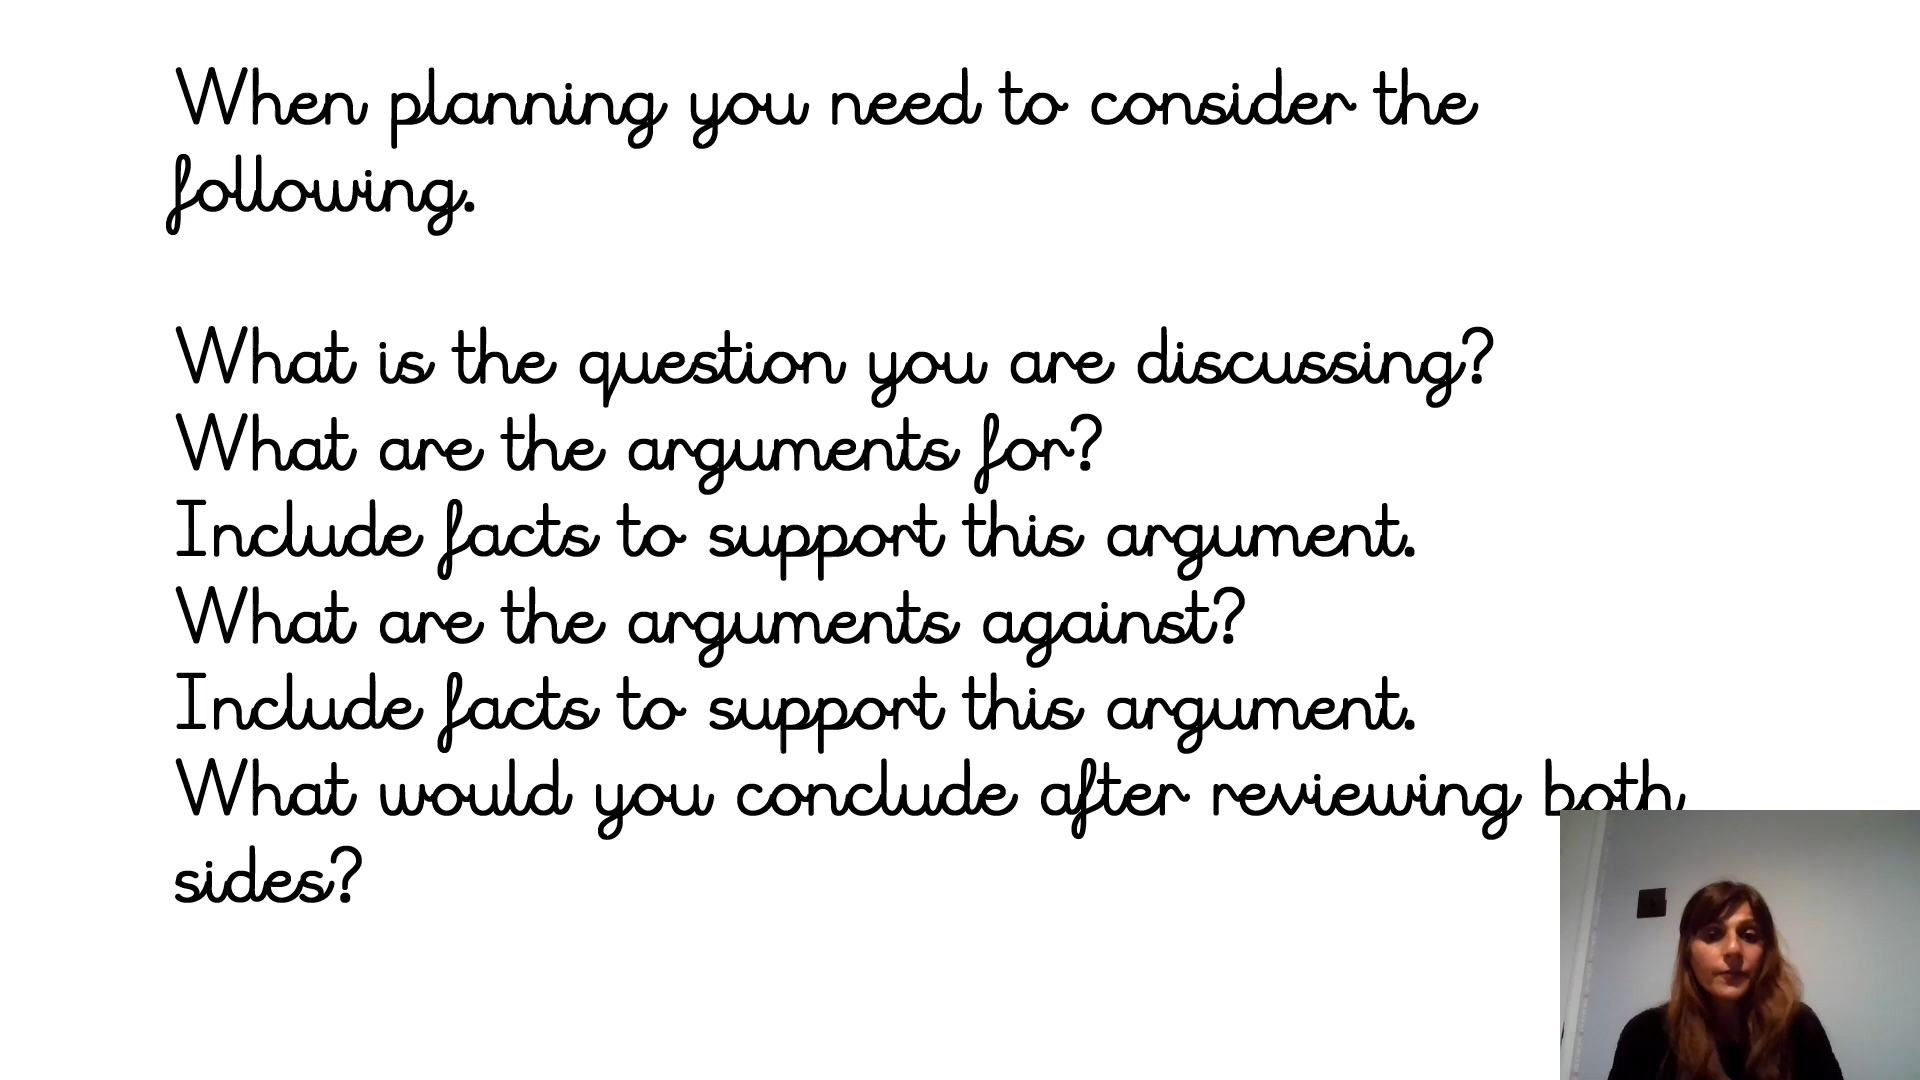 When planning you need to consider the
following.
What is the question you are discussing?
What are the arguments for?
Include facts to support this argument.
What are the arguments against?
Include facts to support this argument.
What would you conclude after reviewing both
sides?